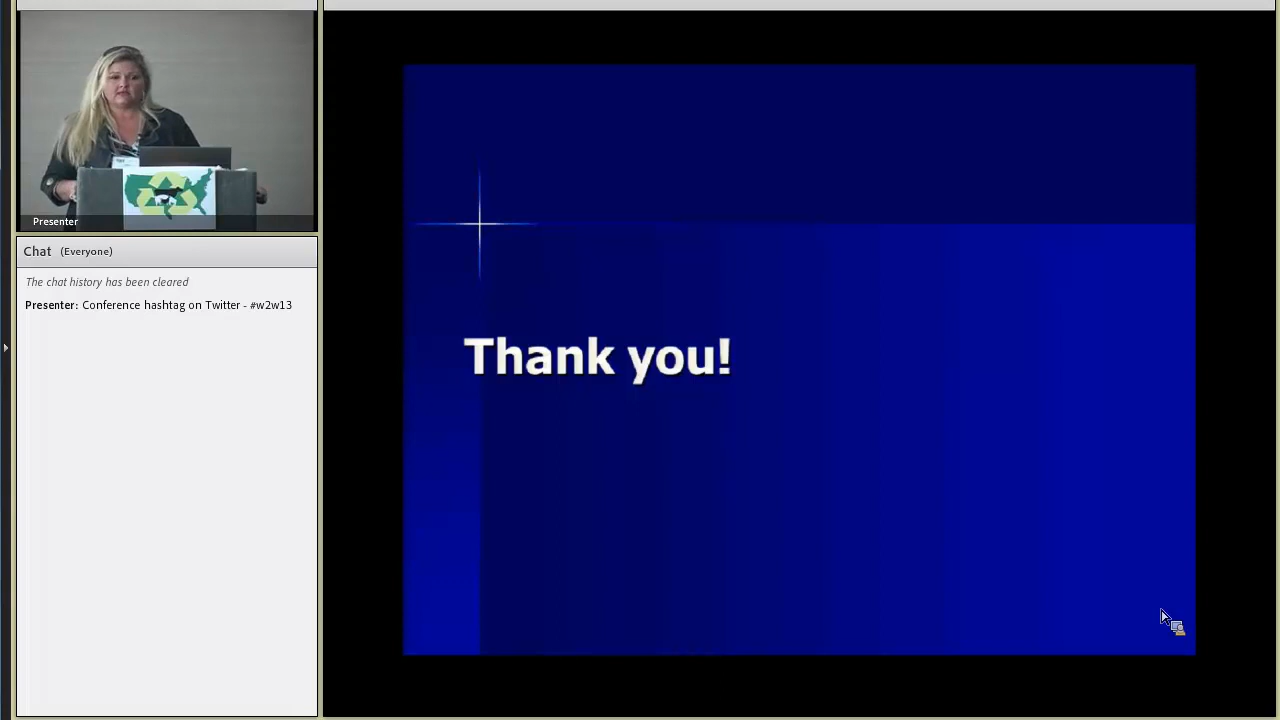 Presenter
Chat (Everyone)
The chat history has been cleared
Presenter: Conference hashtag on Twitter - #w2w13
Thank you!